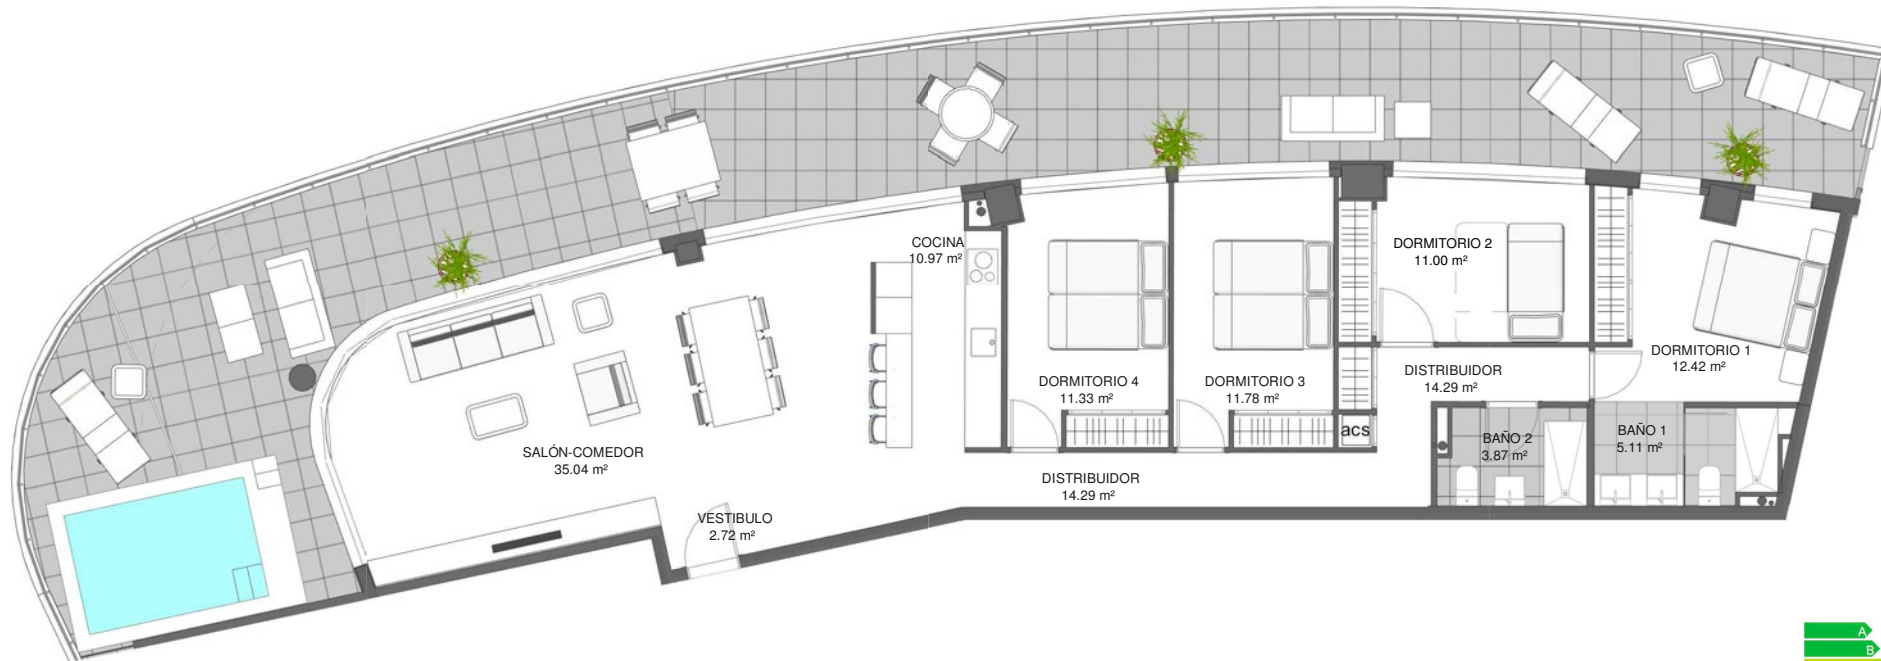 COCINA
10.97 m²
DORMITORIO 2
11.00 m²
DORMITORIO 1
12.42 m²
DORMITORIO 4
11.33 m²
DORMITORIO 3
11.78 m²
DISTRIBUIDOR
14.29 m²
acs
BAÑO 2
3.87 m²
BAÑO 1
5.11 m²
SALÓN-COMEDOR
35.04 m²
DISTRIBUIDOR
14.29 m²
VESTIBULO
2.72 m²
A
B